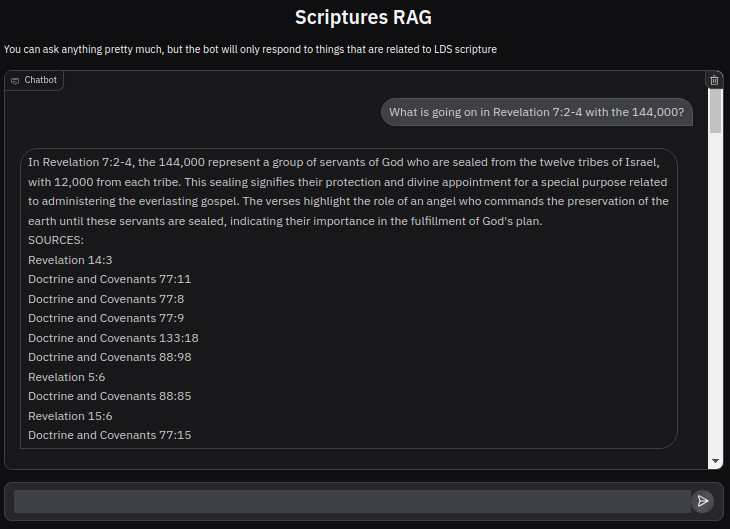 Scriptures RAG
You can ask anything pretty much, but the bot will only respond to things that are related to LDS scripture
Chatbot
What is going on in Revelation 7:2-4 with the 144,000?
In Revelation 7:2-4, the 144,000 represent a group of servants of God who are sealed from the twelve tribes of Israel,
with 12,000 from each tribe. This sealing signifies their protection and divine appointment for a special purpose related
to administering the everlasting gospel. The verses highlight the role of an angel who commands the preservation of the
earth until these servants are sealed, indicating their importance in the fulfillment of God's plan.
SOURCES:
Revelation 14:3
Doctrine and Covenants 77:11
Doctrine and Covenants 77:8
Doctrine and Covenants 77:9
Doctrine and Covenants 133:18
Doctrine and Covenants 88:98
Revelation 5:6
Doctrine and Covenants 88:85
Revelation 15:6
Doctrine and Covenants 77:15